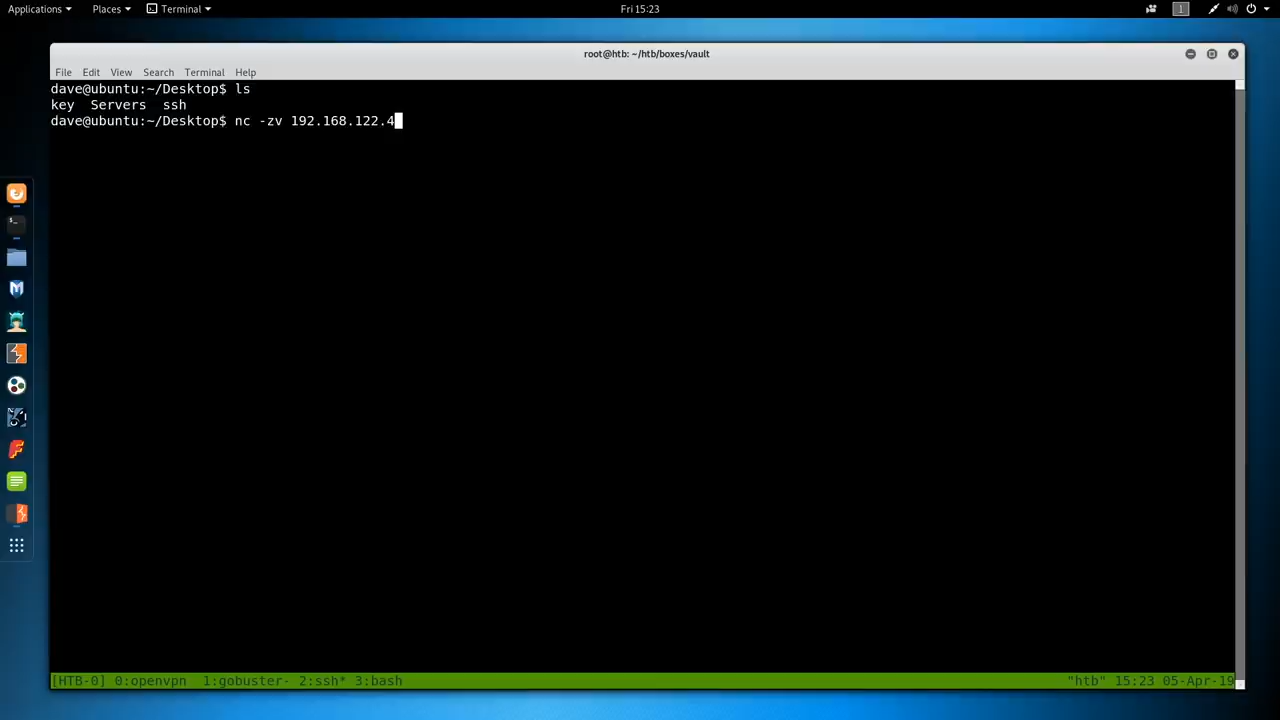 Applications Places Terminal Fri 15:23 1
root@htb: ~/htb/boxes/vault
File Edit View Search Terminal Help
dave@ubuntu:~/Desktop$ ls
key Servers ssh
dave@ubuntu:~/Desktop$ nc -zv 192.168.122.4
[HTB-0] 0:openvpn 1:gobuster- 2:ssh* 3:bash "htb" 15:23 05-Apr-19